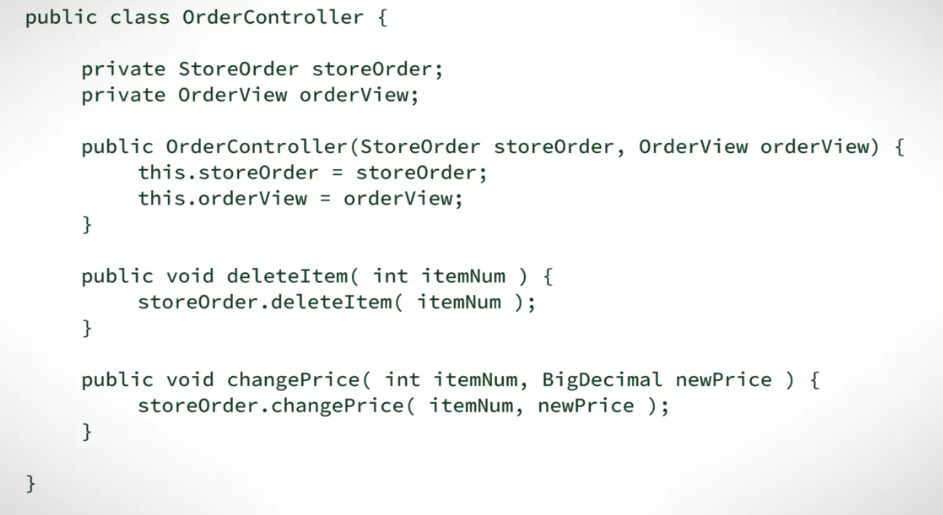 public class OrderController {
private StoreOrder storeOrder;
private OrderView orderView;
public OrderController(StoreOrder storeOrder, OrderView orderView) {
this.storeOrder = storeOrder;
this.orderView = orderView;
}
public void deleteItem( int itemNum ) {
storeOrder.deleteItem( itemNum );
}
public void changePrice( int itemNum, BigDecimal newPrice ) {
storeOrder.changePrice( itemNum, newPrice );
}
}